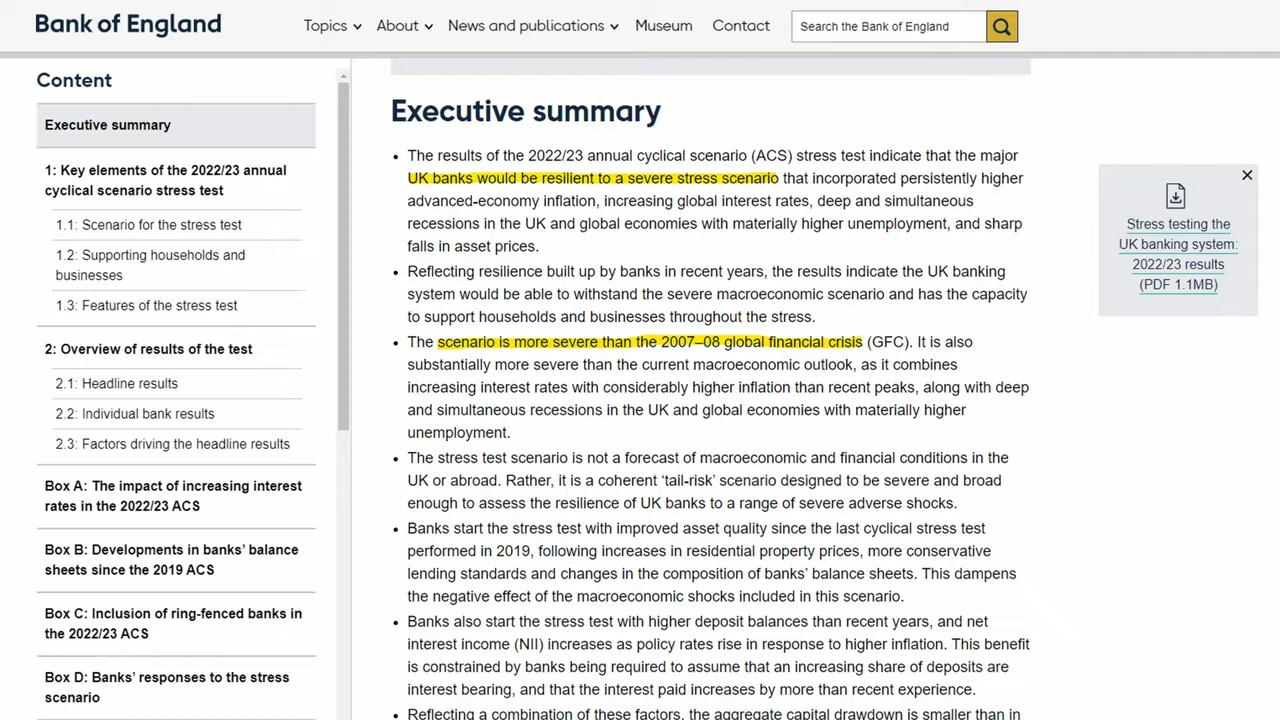 Bank of England
Topics
About
News and publications
Museum
Contact
Search the Bank of England
Content
Executive summary
1: Key elements of the 2022/23 annual
cyclical scenario stress test
1.1: Scenario for the stress test
1.2: Supporting households and
businesses
1.3: Features of the stress test
2: Overview of results of the test
2.1: Headline results
2.2: Individual bank results
2.3: Factors driving the headline results
Box A: The impact of increasing interest
rates in the 2022/23 ACS
Box B: Developments in banks’ balance
sheets since the 2019 ACS
Box C: Inclusion of ring-fenced banks in
the 2022/23 ACS
Box D: Banks’ responses to the stress
scenario
Executive summary
• The results of the 2022/23 annual cyclical scenario (ACS) stress test indicate that the major
UK banks would be resilient to a severe stress scenario that incorporated persistently higher
advanced-economy inflation, increasing global interest rates, deep and simultaneous
recessions in the UK and global economies with materially higher unemployment, and sharp
falls in asset prices.
• Reflecting resilience built up by banks in recent years, the results indicate the UK banking
system would be able to withstand the severe macroeconomic scenario and has the capacity
to support households and businesses throughout the stress.
• The scenario is more severe than the 2007–08 global financial crisis (GFC). It is also
substantially more severe than the current macroeconomic outlook, as it combines
increasing interest rates with considerably higher inflation than recent peaks, along with deep
and simultaneous recessions in the UK and global economies with materially higher
unemployment.
• The stress test scenario is not a forecast of macroeconomic and financial conditions in the
UK or abroad. Rather, it is a coherent ‘tail-risk’ scenario designed to be severe and broad
enough to assess the resilience of UK banks to a range of severe adverse shocks.
• Banks start the stress test with improved asset quality since the last cyclical stress test
performed in 2019, following increases in residential property prices, more conservative
lending standards and changes in the composition of banks’ balance sheets. This dampens
the negative effect of the macroeconomic shocks included in this scenario.
• Banks also start the stress test with higher deposit balances than recent years, and net
interest income (NII) increases as policy rates rise in response to higher inflation. This benefit
is constrained by banks being required to assume that an increasing share of deposits are
interest bearing, and that the interest paid increases by more than recent experience.
• Reflecting a combination of these factors, the aggregate capital drawdown is smaller than in
Stress testing the
UK banking system:
2022/23 results
(PDF 1.1MB)